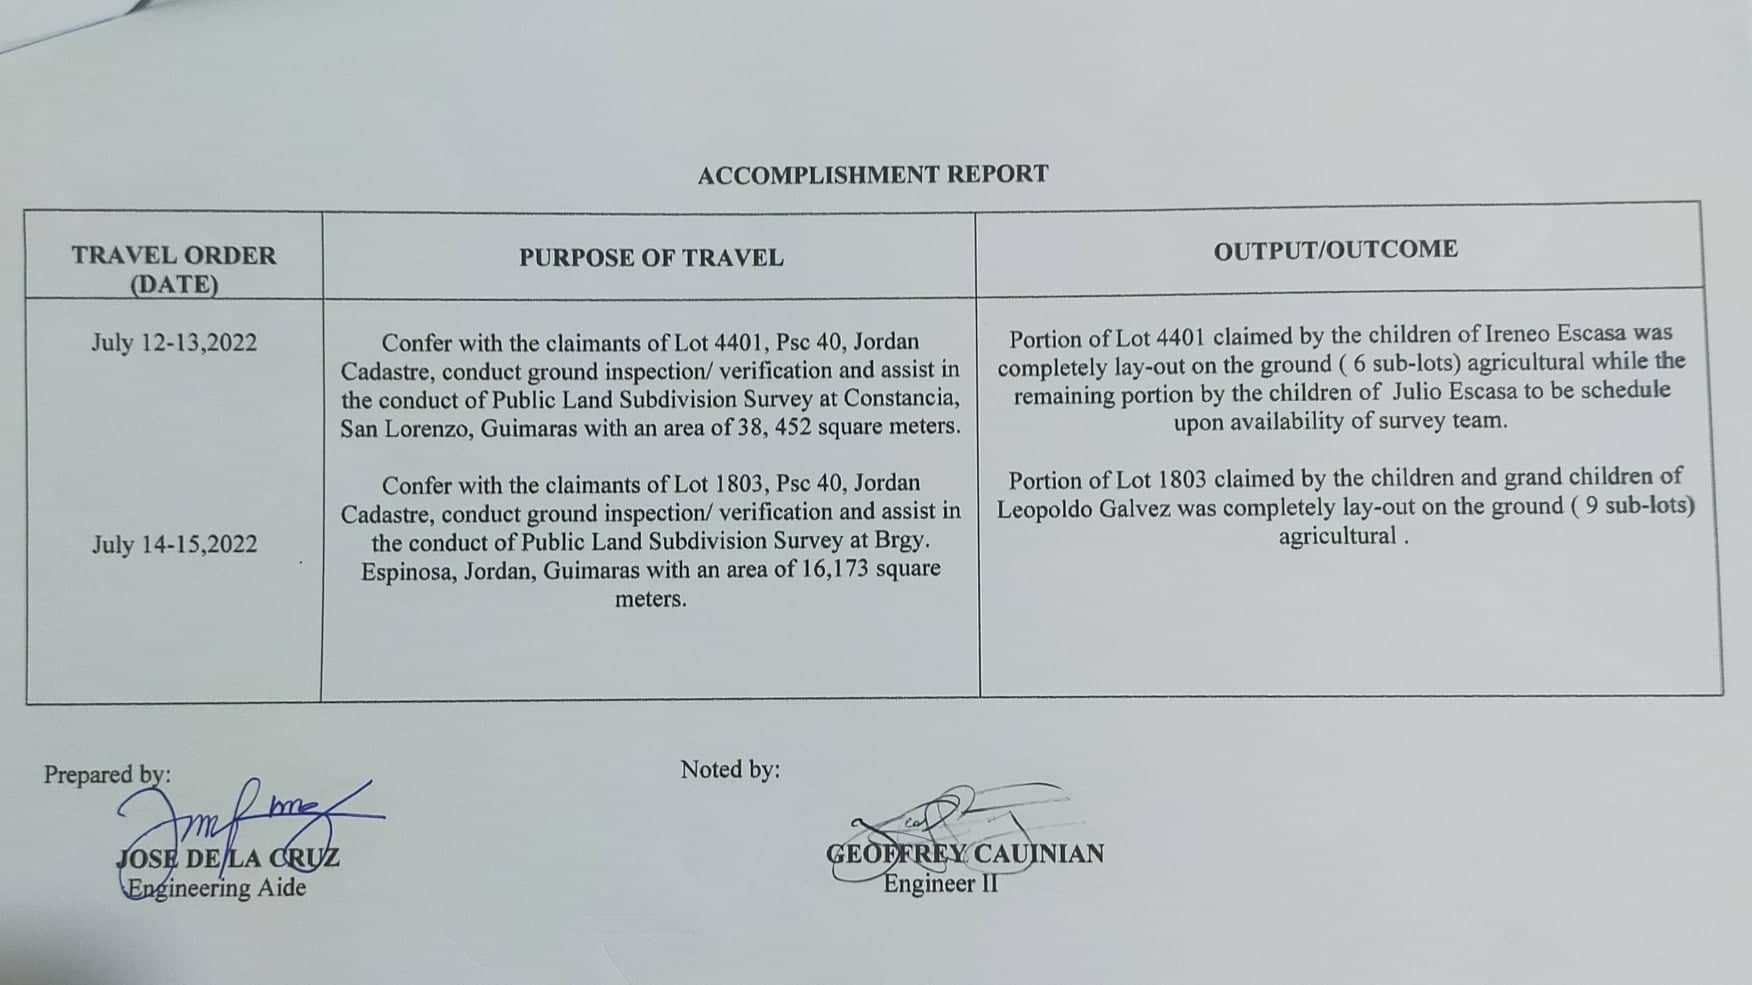 ACCOMPLISHMENT REPORT
TRAVEL ORDER
(DATE)
PURPOSE OF TRAVEL
OUTPUT/OUTCOME
July 12-13,2022
Confer with the claimants of Lot 4401, Psc 40, Jordan
Cadastre, conduct ground inspection/ verification and assist in
the conduct of Public Land Subdivision Survey at Constancia,
San Lorenzo, Guimaras with an area of 38, 452 square meters.
Portion of Lot 4401 claimed by the children of Ireneo Escasa was
completely lay-out on the ground ( 6 sub-lots) agricultural while the
remaining portion by the children of Julio Escasa to be schedule
upon availability of survey team.
July 14-15,2022
Confer with the claimants of Lot 1803, Psc 40, Jordan
Cadastre, conduct ground inspection/ verification and assist in
the conduct of Public Land Subdivision Survey at Brgy.
Espinosa, Jordan, Guimaras with an area of 16,173 square
meters.
Portion of Lot 1803 claimed by the children and grand children of
Leopoldo Galvez was completely lay-out on the ground ( 9 sub-lots)
agricultural .
Prepared by:
JOSE DE LA CRUZ
Engineering Aide
Noted by:
GEOFFREY CAUINIAN
Engineer II